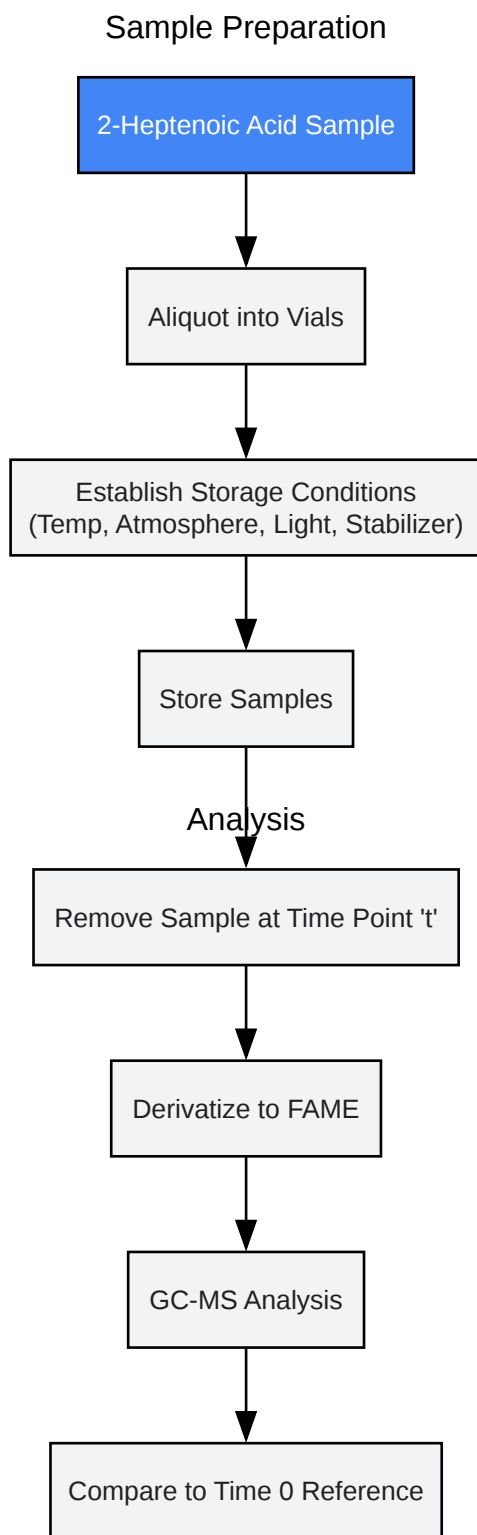 Sample Preparation
2-Heptenoic Acid Sample
Aliquot into Vials
Establish Storage Conditions
(Temp, Atmosphere, Light, Stabilizer)
Store Samples
Analysis
Remove Sample at Time Point 't'
Derivatize to FAME
GC-MS Analysis
Compare to Time 0 Reference